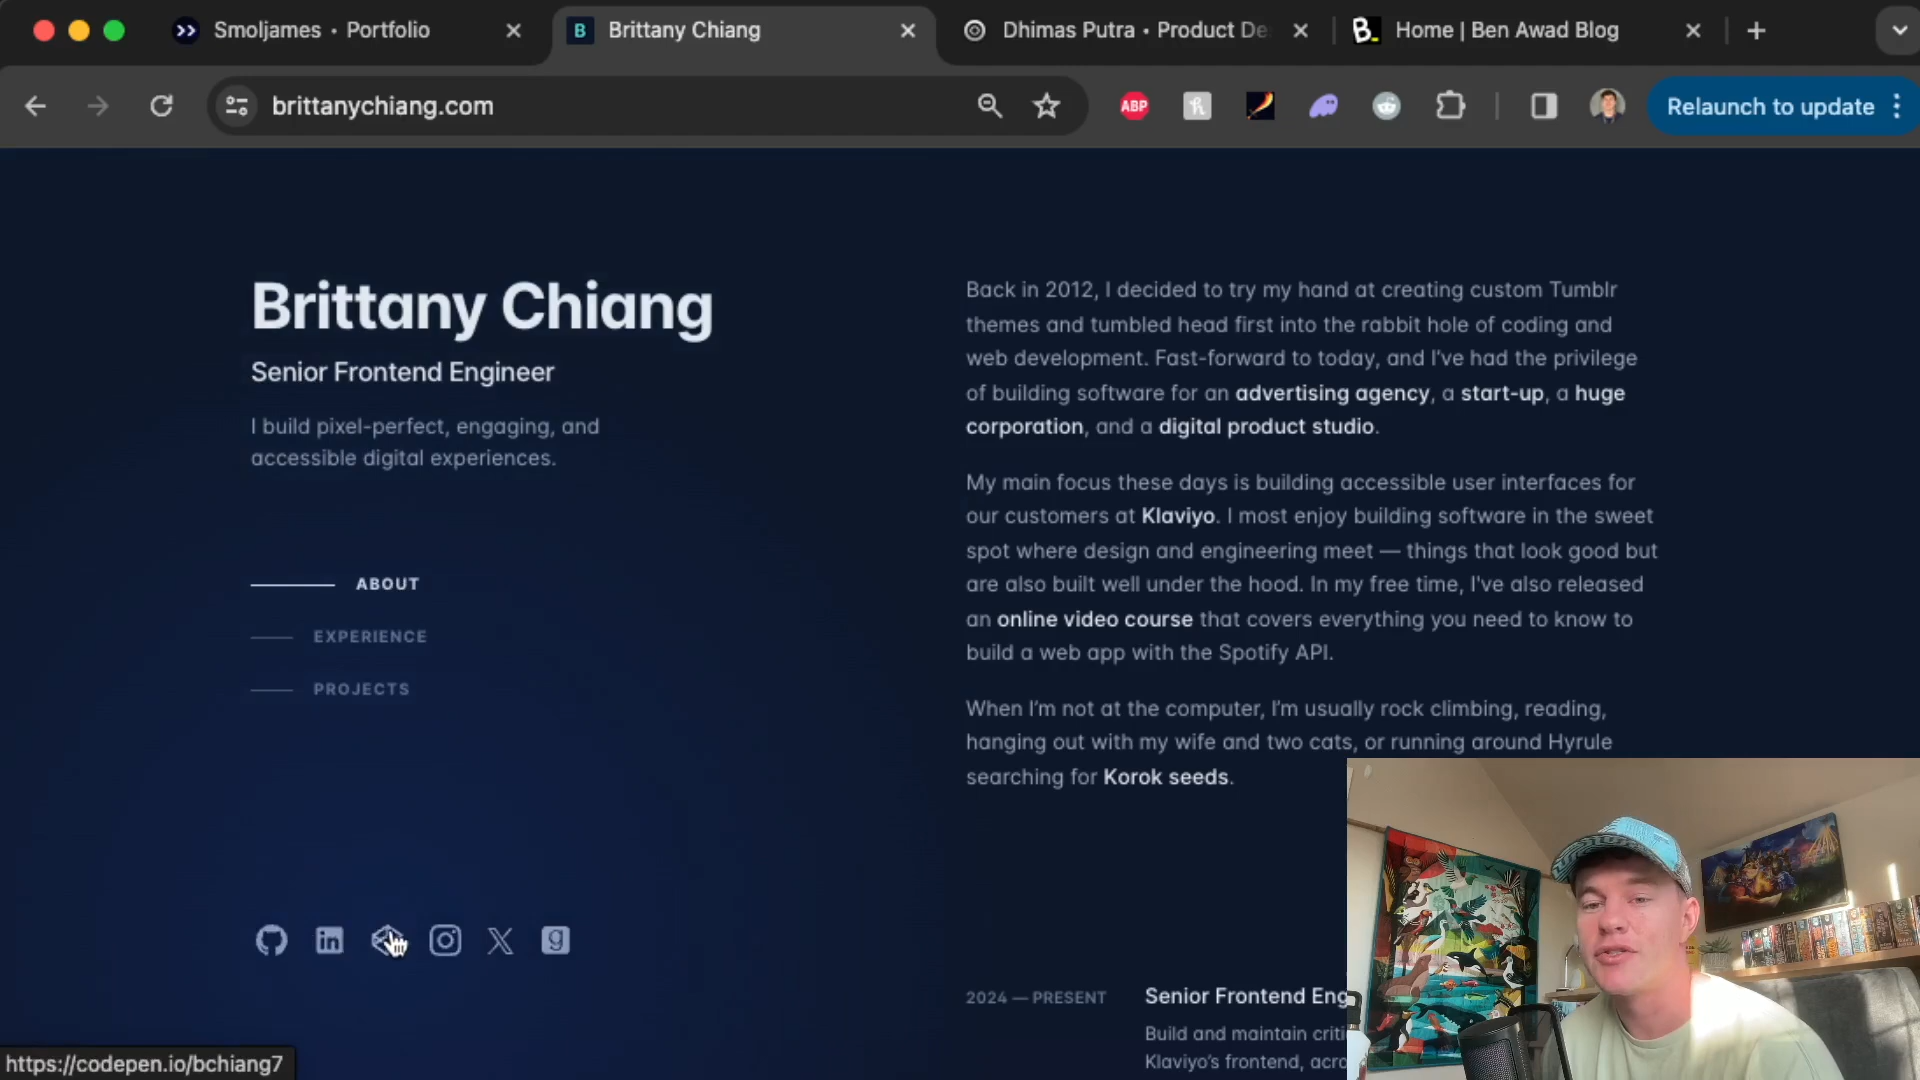 Smoljames • Portfolio
B
Brittany Chiang
Dhimas Putra • Product De
B.
Home | Ben Awad Blog
brittanychiang.com
ABP
Relaunch to update
Brittany Chiang
Senior Frontend Engineer
I build pixel-perfect, engaging, and
accessible digital experiences.
ABOUT
EXPERIENCE
PROJECTS
Back in 2012, I decided to try my hand at creating custom Tumblr
themes and tumbled head first into the rabbit hole of coding and
web development. Fast-forward to today, and I've had the privilege
of building software for an advertising agency, a start-up, a huge
corporation, and a digital product studio.
My main focus these days is building accessible user interfaces for
our customers at Klaviyo. I most enjoy building software in the sweet
spot where design and engineering meet — things that look good but
are also built well under the hood. In my free time, I've also released
an online video course that covers everything you need to know to
build a web app with the Spotify API.
When I'm not at the computer, I'm usually rock climbing, reading,
hanging out with my wife and two cats, or running around Hyrule
searching for Korok seeds.
2024 — PRESENT
Senior Frontend Eng
Build and maintain criti
Klaviyo's frontend, acro
https://codepen.io/bchiang7